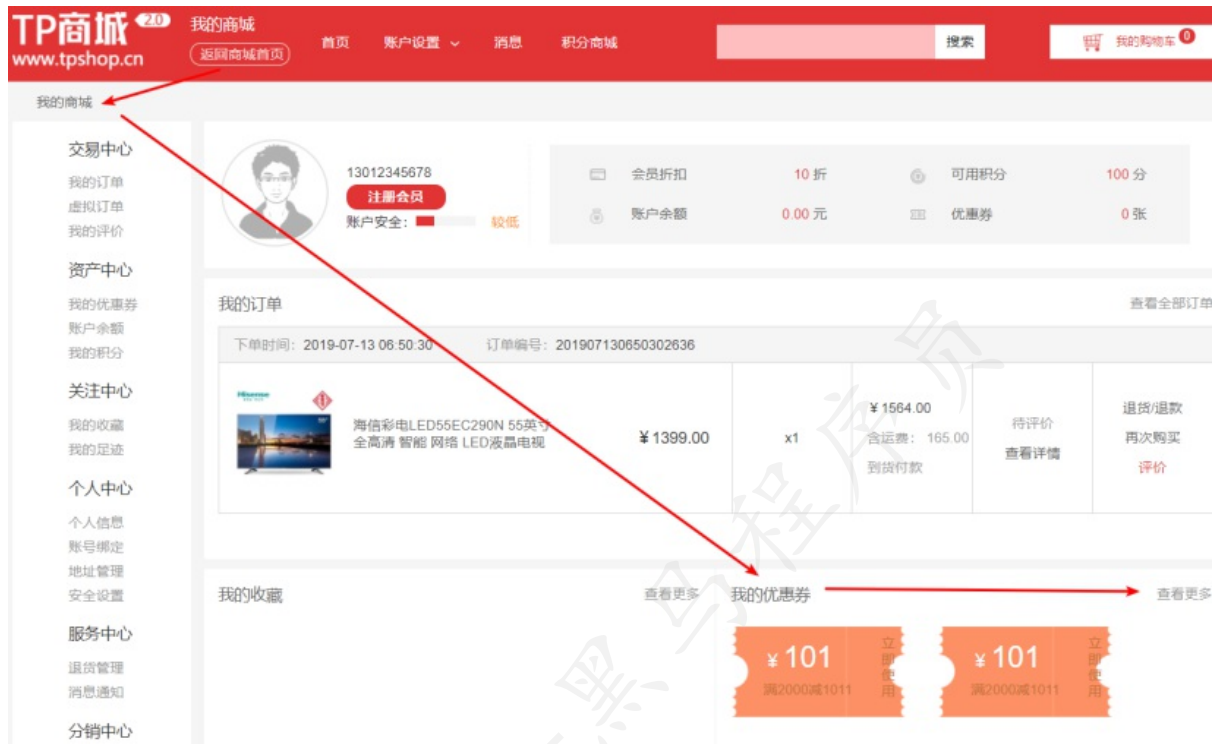 TP商城 2.0
www.tpshop.cn
我的商城
返回商城首页
首页
账户设置
消息
积分商城
搜索
我的购物车 0
我的商城
交易中心
我的订单
虚拟订单
我的评价
资产中心
我的优惠券
账户余额
我的积分
关注中心
我的收藏
我的足迹
个人中心
个人信息
账号绑定
地址管理
安全设置
服务中心
退货管理
消息通知
分销中心
13012345678
注册会员
账户安全： 较低
会员折扣 10 折
可用积分 100 分
账户余额 0.00 元
优惠券 0 张
我的订单
查看全部订单
下单时间：2019-07-13 06:50:30 订单编号：201907130650302636
Hisense
海信彩电LED55EC290N 55英寸
全高清 智能 网络 LED液晶电视
¥ 1399.00
x1
¥ 1564.00
含运费： 165.00
到货付款
待评价
查看详情
退货/退款
再次购买
评价
我的收藏
查看更多
我的优惠券
查看更多
¥ 101
满2000减1011
立即使用
¥ 101
满2000减1011
立即使用
黑马程序员